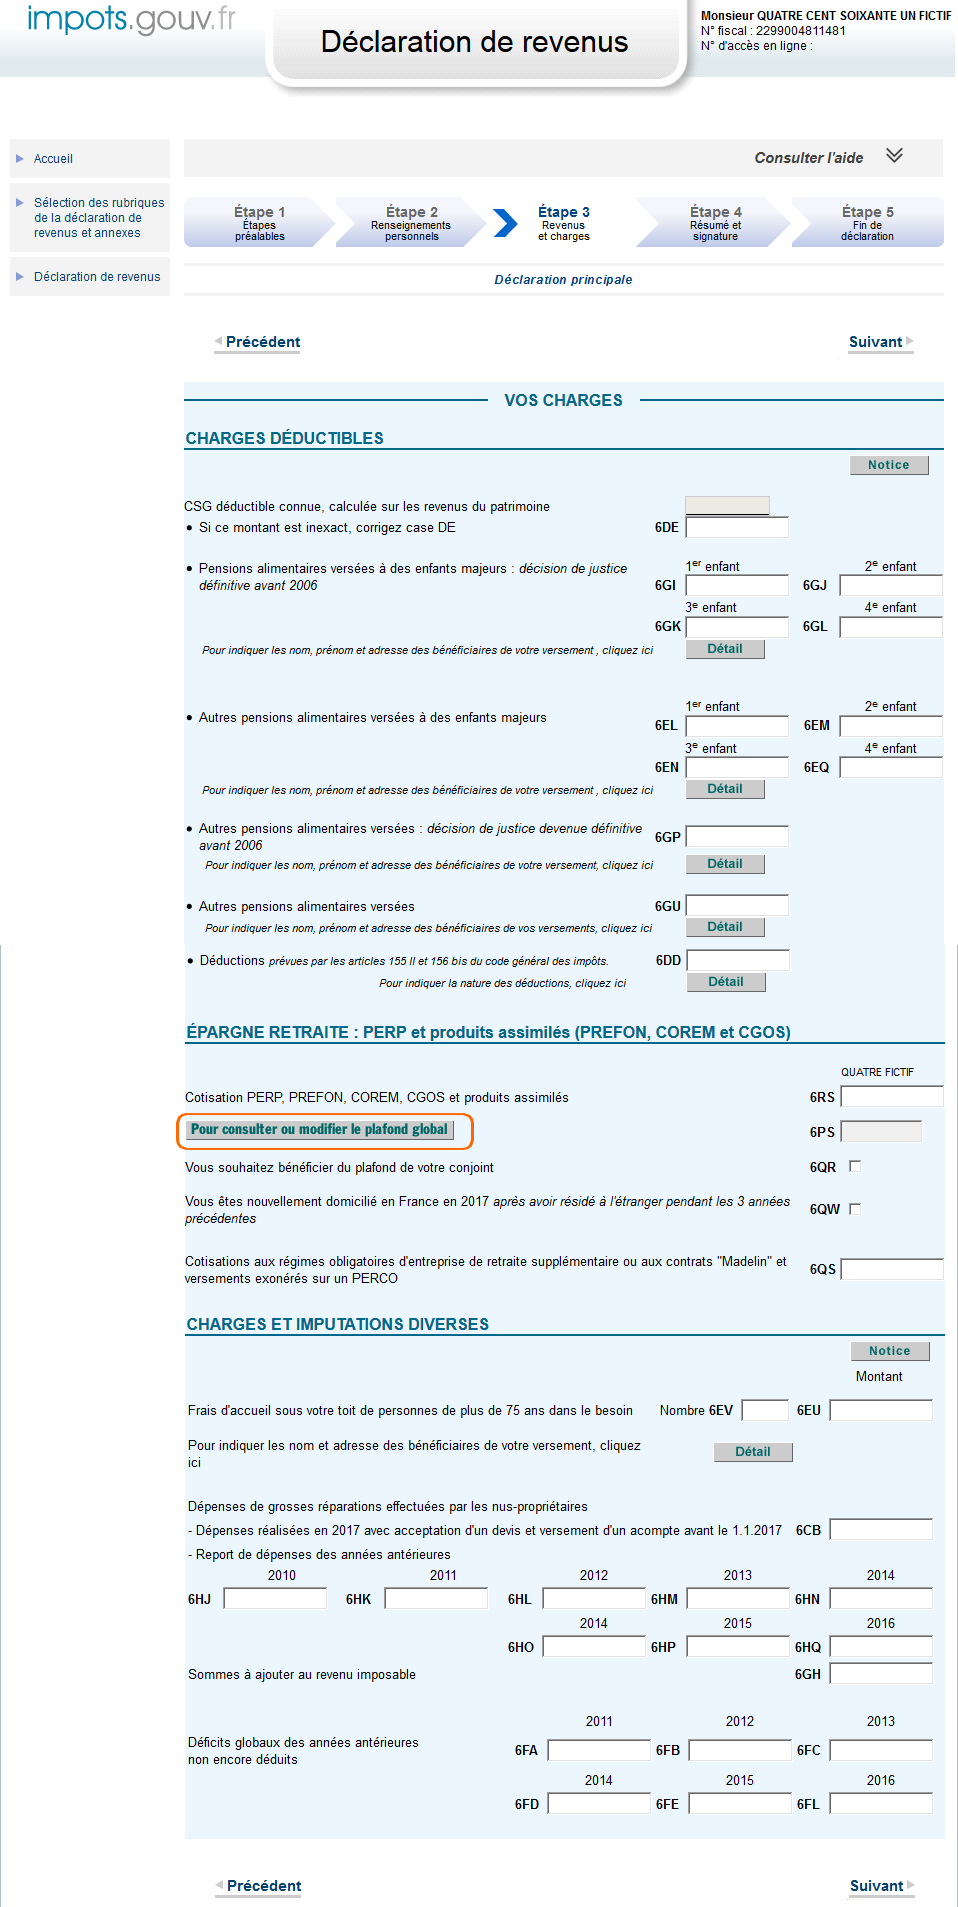 impots.gouv.fr
Déclaration de revenus
Monsieur QUATRE CENT SOIXANTE UN FICTIF
N° fiscal : 2299004811481
N° d'accès en ligne :
Accueil
Sélection des rubriques
de la déclaration de
revenus et annexes
Déclaration de revenus
Consulter l'aide
Étape 1
Étapes
préalables
Étape 2
Renseignements
personnels
Étape 3
Revenus
et charges
Étape 4
Résumé et
signature
Étape 5
Fin de
déclaration
Déclaration principale
Précédent Suivant
VOS CHARGES
CHARGES DÉDUCTIBLES
Notice
CSG déductible connue, calculée sur les revenus du patrimoine
• Si ce montant est inexact, corrigez case DE 6DE
1er enfant 2e enfant
• Pensions alimentaires versées à des enfants majeurs : décision de justice
définitive avant 2006 6GI 6GJ
3e enfant 4e enfant
6GK 6GL
Pour indiquer les nom, prénom et adresse des bénéficiaires de votre versement , cliquez ici Détail
1er enfant 2e enfant
• Autres pensions alimentaires versées à des enfants majeurs 6EL 6EM
3e enfant 4e enfant
6EN 6EQ
Pour indiquer les nom, prénom et adresse des bénéficiaires de votre versement , cliquez ici Détail
• Autres pensions alimentaires versées : décision de justice devenue définitive
avant 2006 6GP
Pour indiquer les nom, prénom et adresse des bénéficiaires de votre versement, cliquez ici Détail
• Autres pensions alimentaires versées 6GU
Pour indiquer les nom, prénom et adresse des bénéficiaires de vos versements, cliquez ici Détail
• Déductions prévues par les articles 155 II et 156 bis du code général des impôts. 6DD
Pour indiquer la nature des déductions, cliquez ici Détail
ÉPARGNE RETRAITE : PERP et produits assimilés (PREFON, COREM et CGOS)
QUATRE FICTIF
Cotisation PERP, PREFON, COREM, CGOS et produits assimilés 6RS
Pour consulter ou modifier le plafond global 6PS
Vous souhaitez bénéficier du plafond de votre conjoint 6QR
Vous êtes nouvellement domicilié en France en 2017 après avoir résidé à l'étranger pendant les 3 années
précédentes 6QW
Cotisations aux régimes obligatoires d'entreprise de retraite supplémentaire ou aux contrats "Madelin" et
versements exonérés sur un PERCO 6QS
CHARGES ET IMPUTATIONS DIVERSES
Notice
Montant
Frais d'accueil sous votre toit de personnes de plus de 75 ans dans le besoin Nombre 6EV 6EU
Pour indiquer les nom et adresse des bénéficiaires de votre versement, cliquez
ici Détail
Dépenses de grosses réparations effectuées par les nus-propriétaires
- Dépenses réalisées en 2017 avec acceptation d'un devis et versement d'un acompte avant le 1.1.2017 6CB
- Report de dépenses des années antérieures
2010 2011 2012 2013 2014
6HJ 6HK 6HL 6HM 6HN
2014 2015 2016
6HO 6HP 6HQ
Sommes à ajouter au revenu imposable 6GH
2011 2012 2013
Déficits globaux des années antérieures
non encore déduits 6FA 6FB 6FC
2014 2015 2016
6FD 6FE 6FL
Précédent Suivant